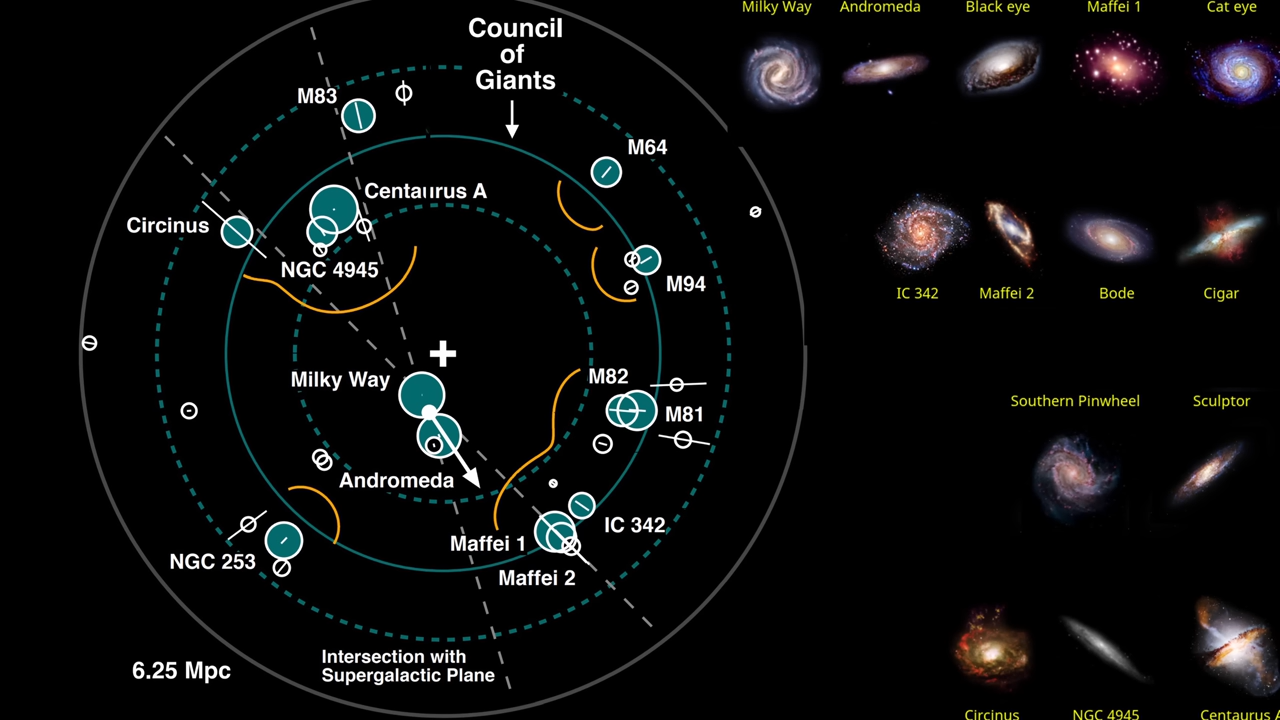 Milky Way
Andromeda
Black eye
Maffei 1
Cat eye
Council
of
Giants
M83
M64
Centaurus A
Circinus
NGC 4945
M94
IC 342
Maffei 2
Bode
Cigar
Milky Way
M82
M81
Andromeda
Southern Pinwheel
Sculptor
IC 342
Maffei 1
NGC 253
Maffei 2
6.25 Mpc
Intersection with
Supergalactic Plane
Circinus
NGC 4945
Centaurus A